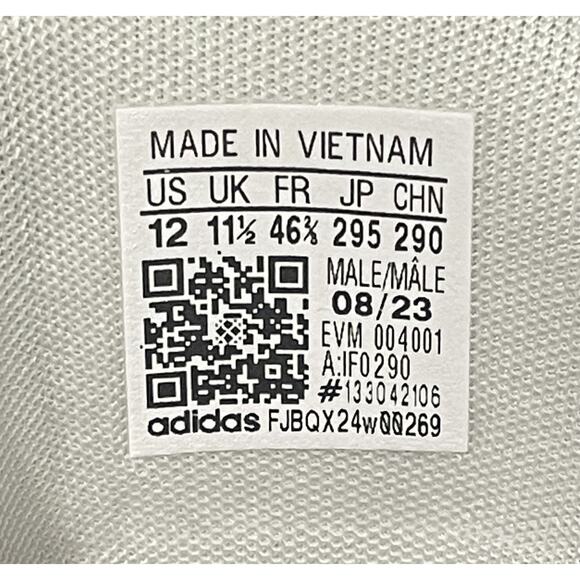 MADE IN VIETNAM
US UK FR JP CHN
12 11½ 46⅔ 295 290
MALE/MÂLE
08/23
EVM 004001
A:IF0290
#133042106
adidas FJBQX24w00269